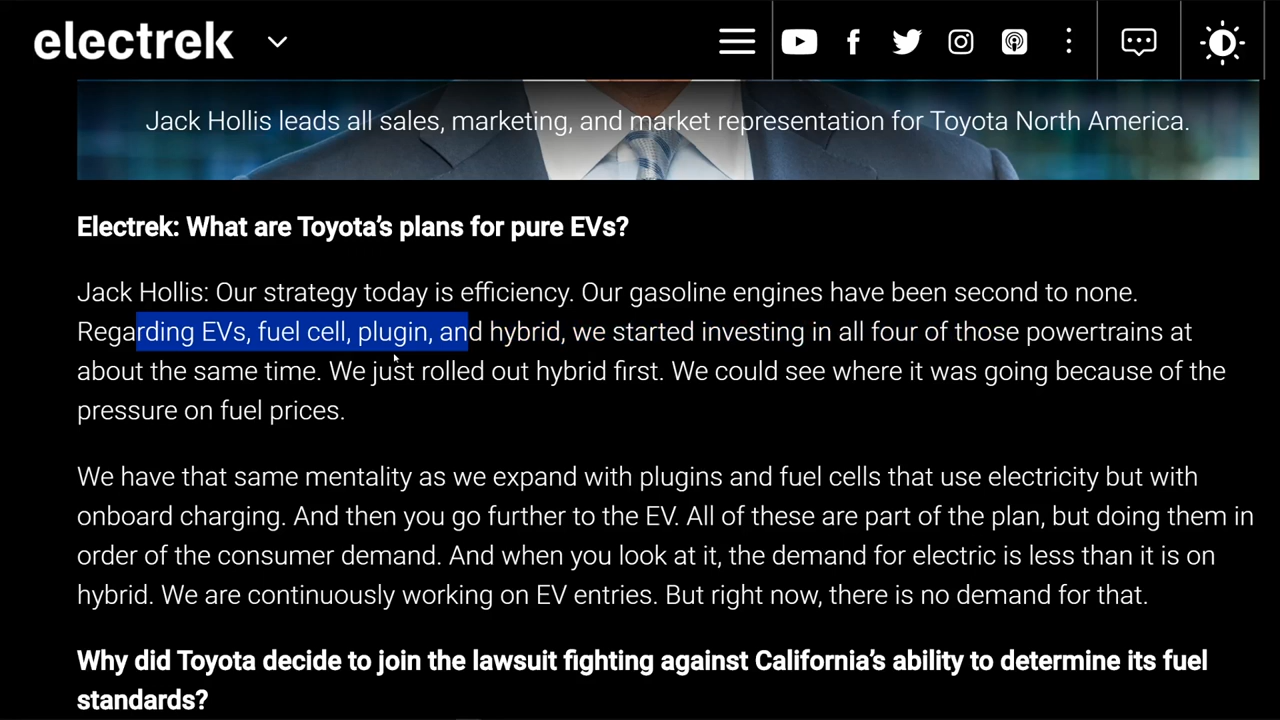 electrek
Jack Hollis leads all sales, marketing, and market representation for Toyota North America.
Electrek: What are Toyota’s plans for pure EVs?
Jack Hollis: Our strategy today is efficiency. Our gasoline engines have been second to none.
Regarding EVs, fuel cell, plugin, and hybrid, we started investing in all four of those powertrains at
about the same time. We just rolled out hybrid first. We could see where it was going because of the
pressure on fuel prices.
We have that same mentality as we expand with plugins and fuel cells that use electricity but with
onboard charging. And then you go further to the EV. All of these are part of the plan, but doing them in
order of the consumer demand. And when you look at it, the demand for electric is less than it is on
hybrid. We are continuously working on EV entries. But right now, there is no demand for that.
Why did Toyota decide to join the lawsuit fighting against California’s ability to determine its fuel
standards?